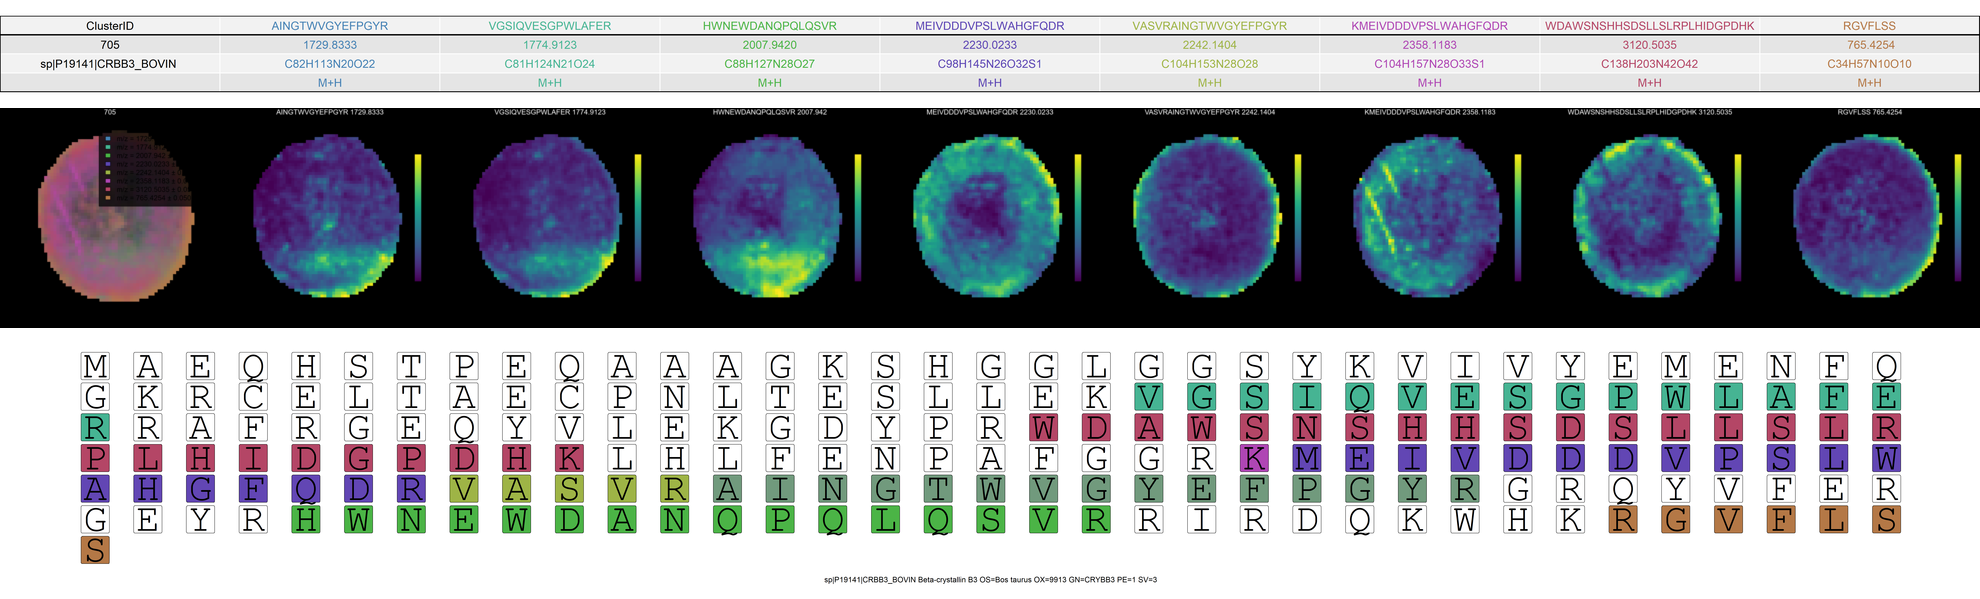 ClusterID AINGTWVGYEFPGYR VGSIQVESGPWLAFER HWNEWDANQPQLQSVR MEIVDDDVPSLWAHGFQDR VASVRAINGTWVGYEFPGYR KMEIVDDDVPSLWAHGFQDR WDAWSNSHHSDSLLSLRPLHIDGPDHK RGVFLSS
705 1729.8333 1774.9123 2007.9420 2230.0233 2242.1404 2358.1183 3120.5035 765.4254
sp|P19141|CRBB3_BOVIN C82H113N20O22 C81H124N21O24 C88H127N28O27 C98H145N26O32S1 C104H153N28O28 C104H157N28O33S1 C138H203N42O42 C34H57N10O10
M+H M+H M+H M+H M+H M+H M+H M+H
705 AINGTWVGYEFPGYR 1729.8333 VGSIQVESGPWLAFER 1774.9123 HWNEWDANQPQLQSVR 2007.942 MEIVDDDVPSLWAHGFQDR 2230.0233 VASVRAINGTWVGYEFPGYR 2242.1404 KMEIVDDDVPSLWAHGFQDR 2358.1183 WDAWSNSHHSDSLLSLRPLHIDGPDHK 3120.5035 RGVFLSS 765.4254
M A E Q H S T P E Q A A A G K S H G G L G G S Y K V I V Y E M E N F Q
G K R C E L T A E C P N L T E S L L E K V G S I Q V E S G P W L A F E
R R A F R G E Q Y V L E K G D Y P R W D A W S N S H H S D S L L S L R
P L H I D G P D H K L H L F E N P A F G G R K M E I V D D D V P S L W
A H G F Q D R V A S V R A I N G T W V G Y E F P G Y R G R Q Y V F E R
G E Y R H W N E W D A N Q P Q L Q S V R R I R D Q K W H K R G V F L S
S
sp|P19141|CRBB3_BOVIN Beta-crystallin B3 OS=Bos taurus OX=9913 GN=CRYBB3 PE=1 SV=3